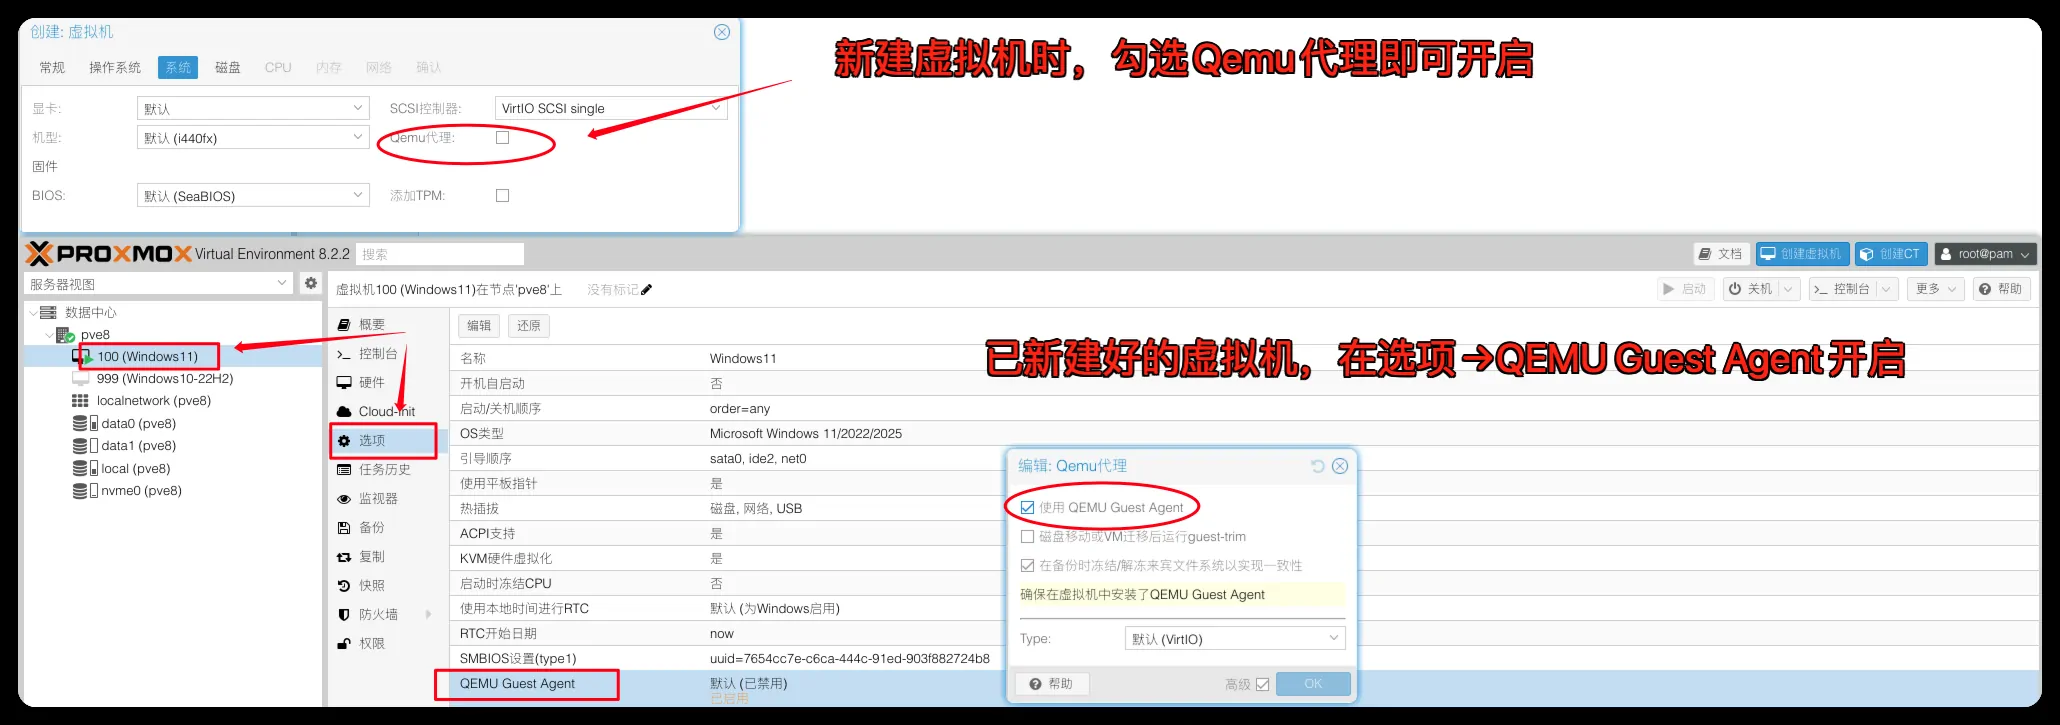 创建: 虚拟机
常规 操作系统 系统 磁盘 CPU 内存 网络 确认
显卡: 默认 SCSI控制器: VirtIO SCSI single
机型: 默认 (i440fx) Qemu代理:
固件
BIOS: 默认 (SeaBIOS) 添加TPM:
新建虚拟机时，勾选Qemu代理即可开启
PROXMOX Virtual Environment 8.2.2 搜索 文档 创建虚拟机 创建CT root@pam
服务器视图
数据中心
pve8
100 (Windows11)
999 (Windows10-22H2)
localnetwork (pve8)
data0 (pve8)
data1 (pve8)
local (pve8)
nvme0 (pve8)
虚拟机100 (Windows11)在节点'pve8'上 没有标记 启动 关机 控制台 更多 帮助
概要
控制台
硬件
Cloud-Init
选项
任务历史
监视器
备份
复制
快照
防火墙
权限
编辑 还原
名称 Windows11
开机自启动 否
启动/关机顺序 order=any
OS类型 Microsoft Windows 11/2022/2025
引导顺序 sata0, ide2, net0
使用平板指针 是
热插拔 磁盘, 网络, USB
ACPI支持 是
KVM硬件虚拟化 是
启动时冻结CPU 否
使用本地时间进行RTC 默认 (为Windows启用)
RTC开始日期 now
SMBIOS设置(type1) uuid=7654cc7e-c6ca-444c-91ed-903f882724b8
QEMU Guest Agent 默认 (已禁用)
已启用
已新建好的虚拟机，在选项→QEMU Guest Agent开启
编辑: Qemu代理
使用 QEMU Guest Agent
磁盘移动或VM迁移后运行guest-trim
在备份时冻结/解冻来宾文件系统以实现一致性
确保在虚拟机中安装了QEMU Guest Agent
Type: 默认 (VirtIO)
帮助 高级 OK